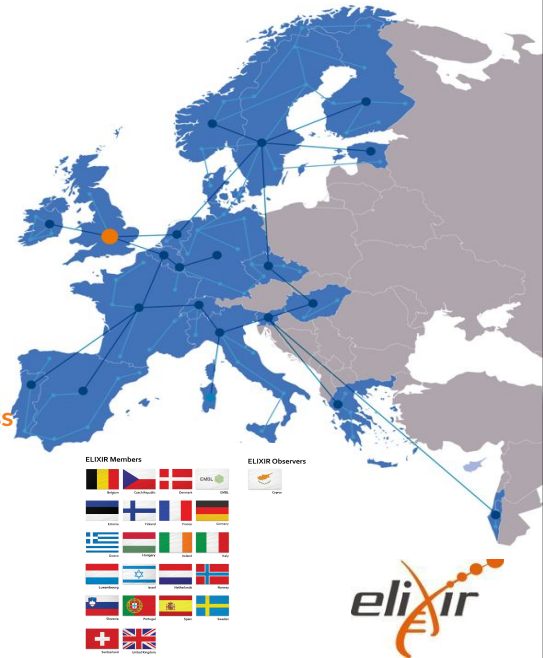 s
ELIXIR Members
ELIXIR Observers
Belgium Czech Republic Denmark EMBL
Cyprus
EMBL
Estonia Finland France Germany
Greece Hungary Ireland Italy
Luxembourg Israel Netherlands Norway
Slovenia Portugal Spain Sweden
Switzerland United Kingdom
elixir